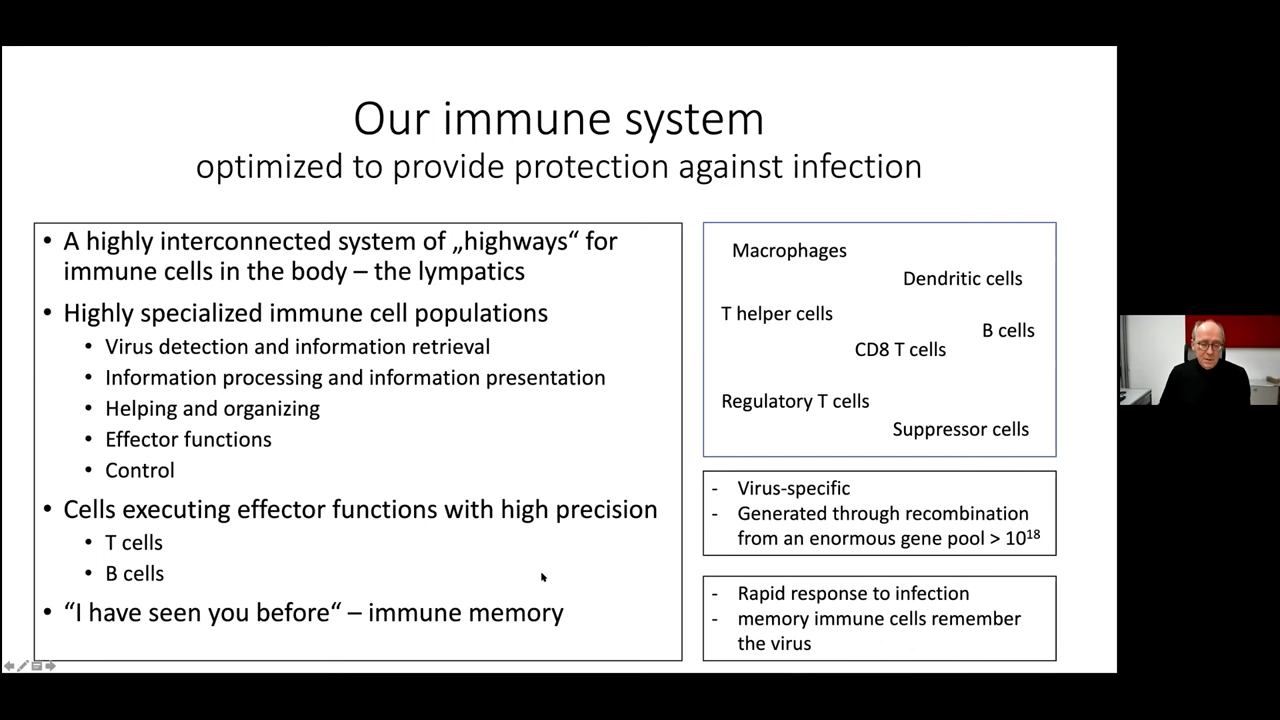 Our immune system
optimized to provide protection against infection
• A highly interconnected system of „highways“ for
immune cells in the body – the lympatics
• Highly specialized immune cell populations
• Virus detection and information retrieval
• Information processing and information presentation
• Helping and organizing
• Effector functions
• Control
• Cells executing effector functions with high precision
• T cells
• B cells
• “I have seen you before“ – immune memory
Macrophages
Dendritic cells
T helper cells
B cells
CD8 T cells
Regulatory T cells
Suppressor cells
- Virus-specific
- Generated through recombination
from an enormous gene pool > 10¹⁸
- Rapid response to infection
- memory immune cells remember
the virus